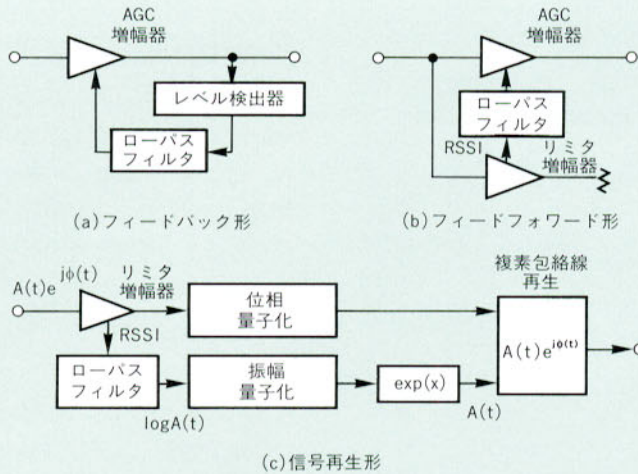 AGC
増幅器
レベル検出器
ローパス
フィルタ
(a)フィードバック形
AGC
増幅器
ローパス
フィルタ
RSSI
リミタ
増幅器
(b)フィードフォワード形
A(t)e jφ(t)
リミタ
増幅器
RSSI
ローパス
フィルタ
logA(t)
位相
量子化
振幅
量子化
exp(x)
A(t)
複素包絡線
再生
A(t)e jφ(t)
(c)信号再生形